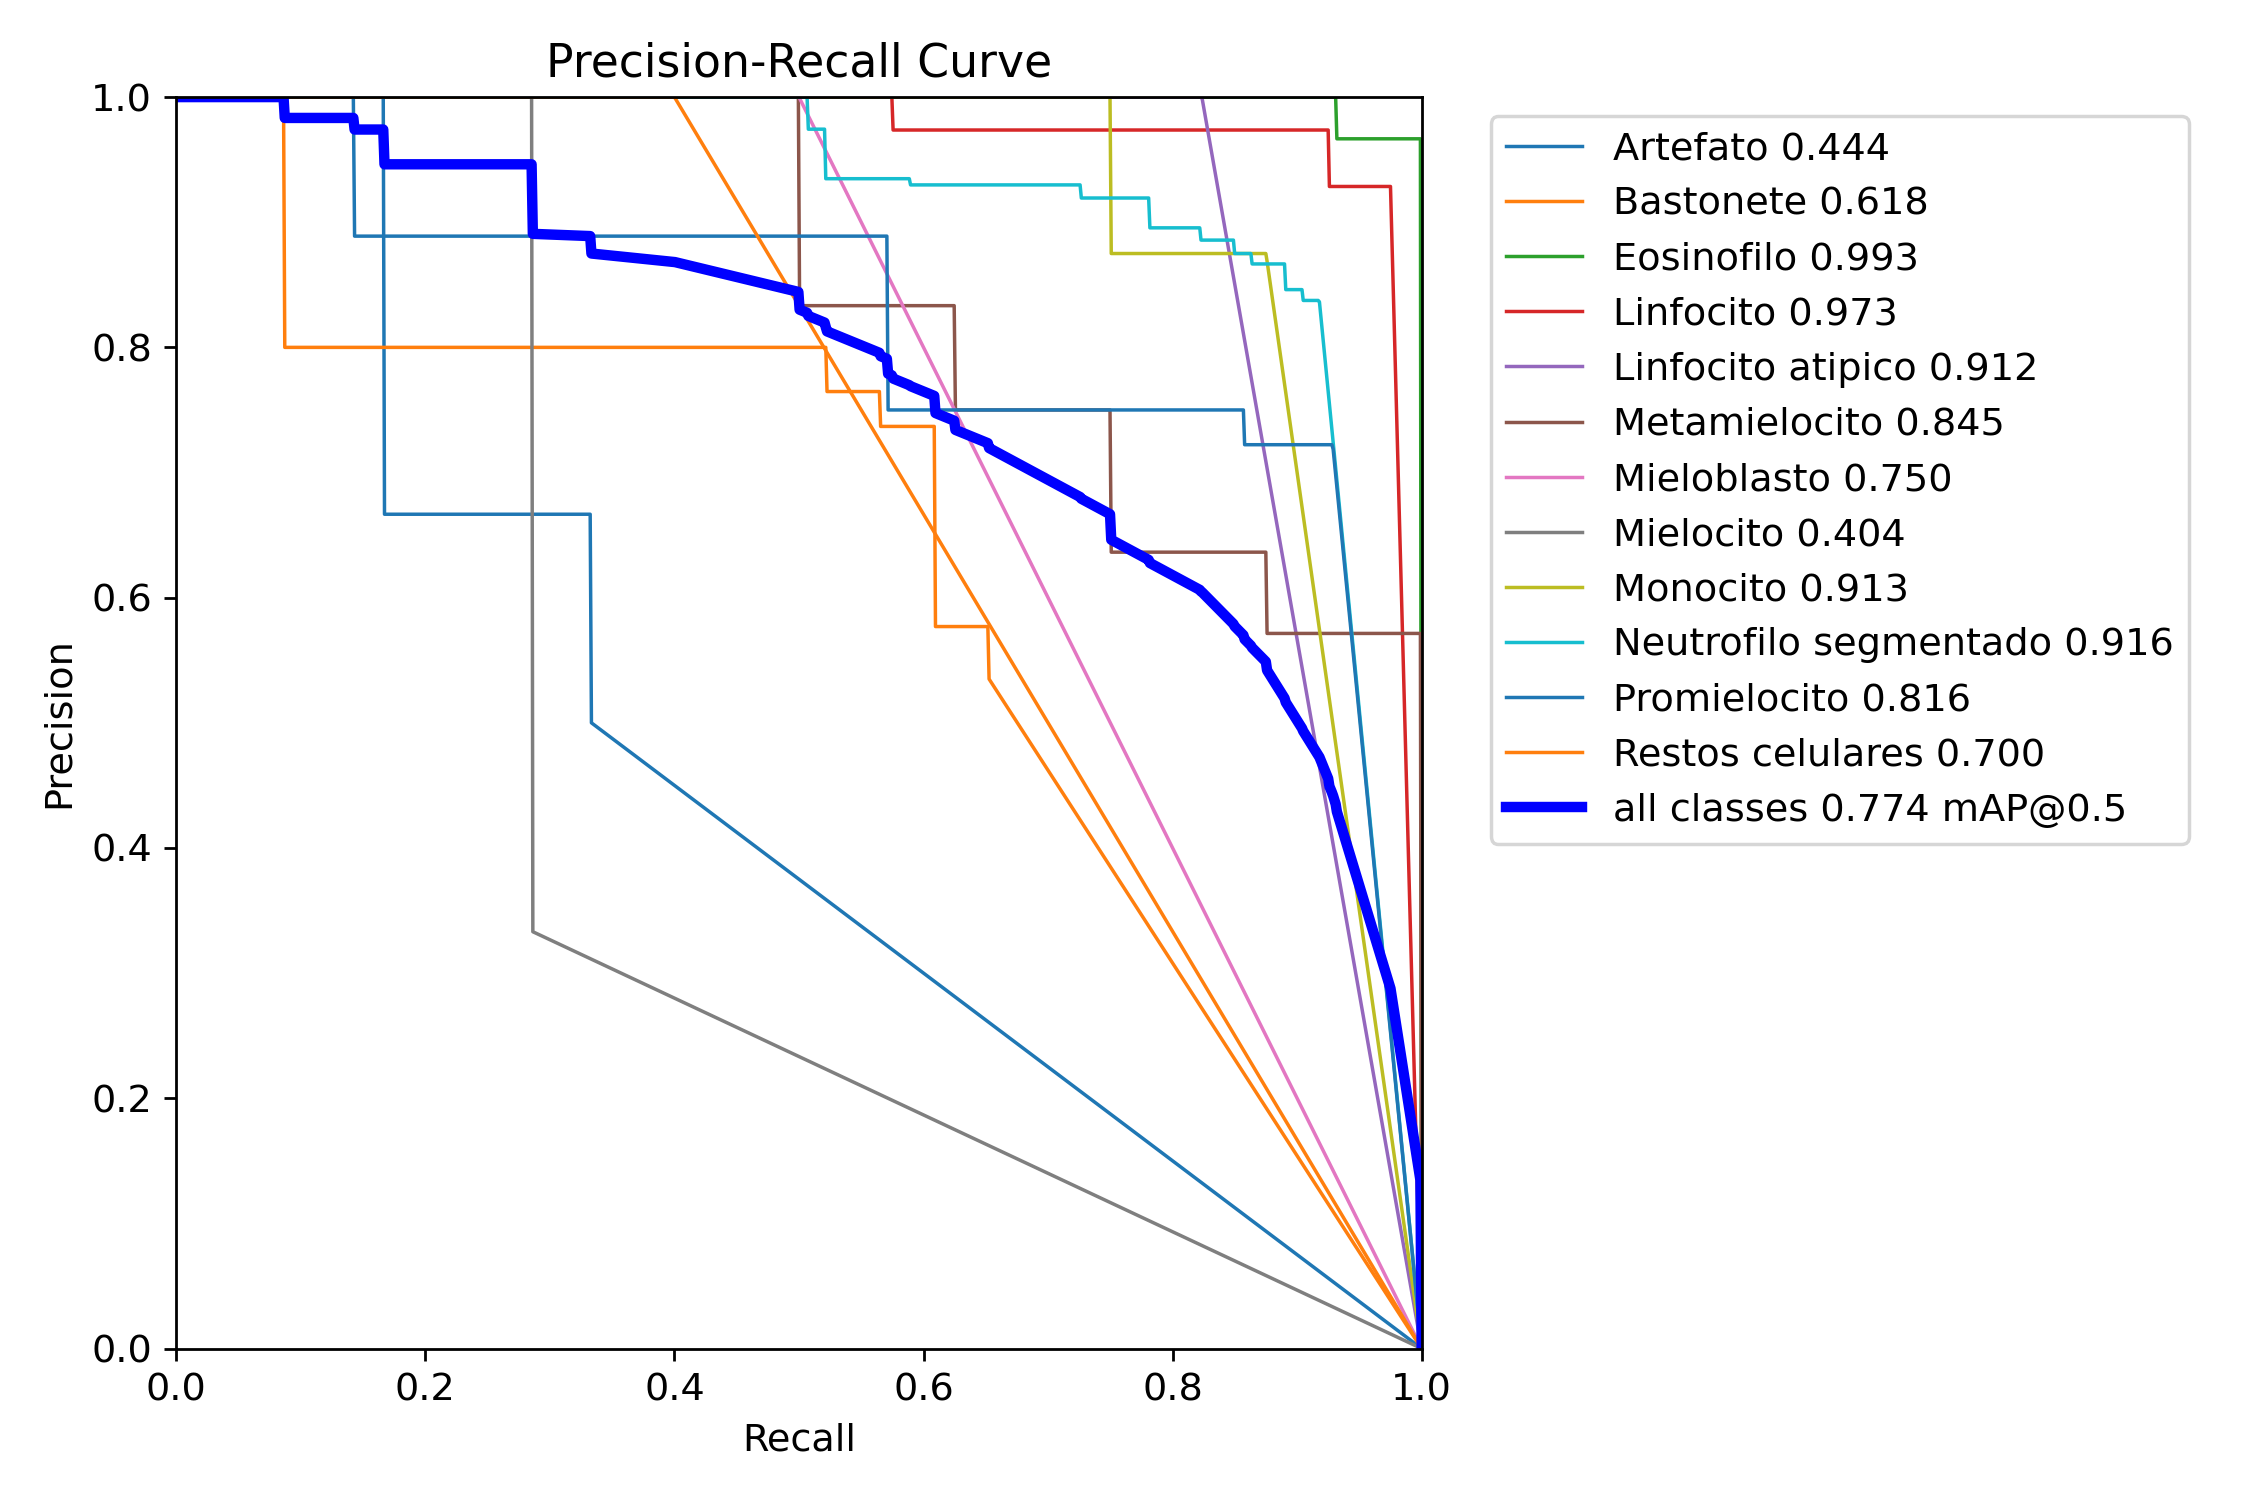 Precision-Recall Curve
1.0
0.8
0.6
0.4
0.2
0.0
Precision
0.0 0.2 0.4 0.6 0.8 1.0
Recall
Artefato 0.444
Bastonete 0.618
Eosinofilo 0.993
Linfocito 0.973
Linfocito atipico 0.912
Metamielocito 0.845
Mieloblasto 0.750
Mielocito 0.404
Monocito 0.913
Neutrofilo segmentado 0.916
Promielocito 0.816
Restos celulares 0.700
all classes 0.774 mAP@0.5